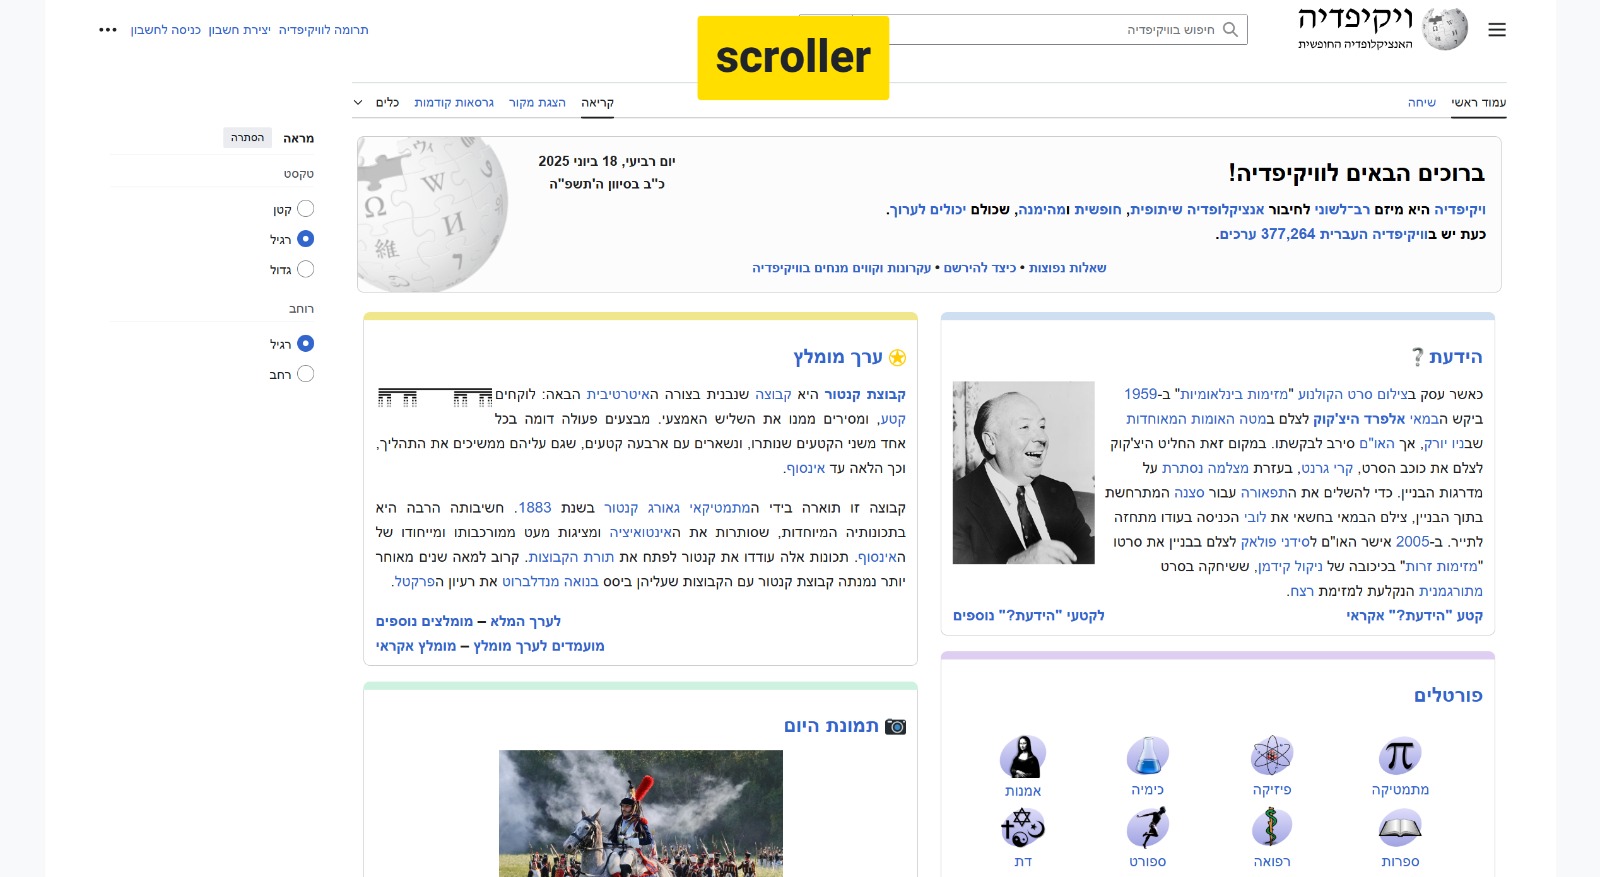 ויקיפדיה
האנציקלופדיה החופשית
חיפוש בוויקיפדיה
scroller
תרומה לוויקיפדיה
יצירת חשבון
כניסה לחשבון
עמוד ראשי
שיחה
קריאה
הצגת מקור
גרסאות קודמות
כלים
מראה
הסתרה
טקסט
קטן
רגיל
גדול
רוחב
רגיל
רחב
ברוכים הבאים לוויקיפדיה!
ויקיפדיה היא מיזם רב־לשוני לחיבור אנציקלופדיה שיתופית, חופשית ומהימנה, שכולם יכולים לערוך.
כעת יש בוויקיפדיה העברית 377,264 ערכים.
יום רביעי, 18 ביוני 2025
כ"ב בסיוון ה'תשפ"ה
שאלות נפוצות • כיצד להירשם • עקרונות וקווים מנחים בוויקיפדיה
הידעת?
כאשר עסק בצילום סרט הקולנוע "מזימות בינלאומיות" ב-1959
ביקש הבמאי אלפרד היצ'קוק לצלם במטה האומות המאוחדות
שבניו יורק, אך האו"ם סירב לבקשתו. במקום זאת החליט היצ'קוק
לצלם את כוכב הסרט, קרי גרנט, בעזרת מצלמה נסתרת על
מדרגות הבניין. כדי להשלים את התפאורה עבור סצנה המתרחשת
בתוך הבניין, צילם הבמאי בחשאי את לובי הכניסה בעודו מתחזה
לתייר. ב-2005 אישר האו"ם לסידני פולאק לצלם בבניין את סרטו
"מזימות זרות" בכיכובה של ניקול קידמן, ששיחקה בסרט
מתורגמנית הנקלעת למזימת רצח.
קטע "הידעת?" אקראי
לקטעי "הידעת?" נוספים
ערך מומלץ
קבוצת קנטור היא קבוצה שנבנית בצורה האיטרטיבית הבאה: לוקחים
קטע, ומסירים ממנו את השליש האמצעי. מבצעים פעולה דומה בכל
אחד משני הקטעים שנותרו, ונשארים עם ארבעה קטעים, שגם עליהם ממשיכים את התהליך,
וכך הלאה עד אינסוף.
קבוצה זו תוארה בידי המתמטיקאי גאורג קנטור בשנת 1883. חשיבותה הרבה היא
בתכונותיה המיוחדות, שסותרות את האינטואיציה ומציגות מעט ממורכבותו ומייחודו של
האינסוף. תכונות אלה עודדו את קנטור לפתח את תורת הקבוצות. קרוב למאה שנים מאוחר
יותר נמנתה קבוצת קנטור עם הקבוצות שעליהן ביסס בנואה מנדלברוט את רעיון הפרקטל.
לערך המלא – מומלצים נוספים
מועמדים לערך מומלץ – מומלץ אקראי
פורטלים
מתמטיקה
פיזיקה
כימיה
אמנות
ספרות
רפואה
ספורט
דת
תמונת היום